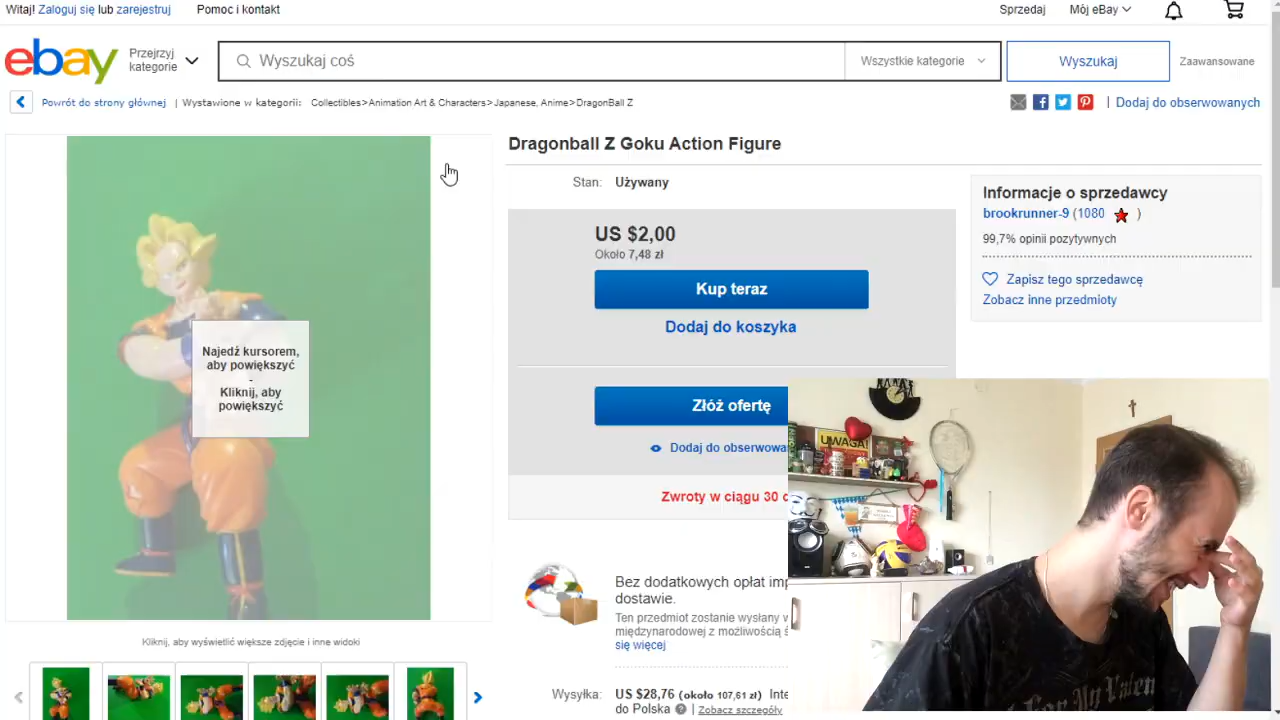 Witaj! Zaloguj się lub zarejestruj
Pomoc i kontakt
Sprzedaj
Mój eBay
ebay
Przejrzyj
kategorie
Wyszukaj coś
Wszystkie kategorie
Wyszukaj
Zaawansowane
Powrót do strony głównej | Wystawione w kategorii: Collectibles>Animation Art & Characters>Japanese, Anime>DragonBall Z
| Dodaj do obserwowanych
Dragonball Z Goku Action Figure
Stan: Używany
US $2,00
Około 7,48 zł
Kup teraz
Dodaj do koszyka
Złóż ofertę
Dodaj do obserwowa
Zwroty w ciągu 30 d
Informacje o sprzedawcy
brookrunner-9 (1080 )
99,7% opinii pozytywnych
Zapisz tego sprzedawcę
Zobacz inne przedmioty
Najedź kursorem,
aby powiększyć
-
Kliknij, aby
powiększyć
Kliknij, aby wyświetlić większe zdjęcie i inne widoki
Bez dodatkowych opłat imp
dostawie.
Ten przedmiot zostanie wysłany w
międzynarodowej z możliwością ś
się więcej
Wysyłka: US $28,76 (około 107,61 zł) Inte
do Polska ? | Zobacz szczegóły
UWAGA!